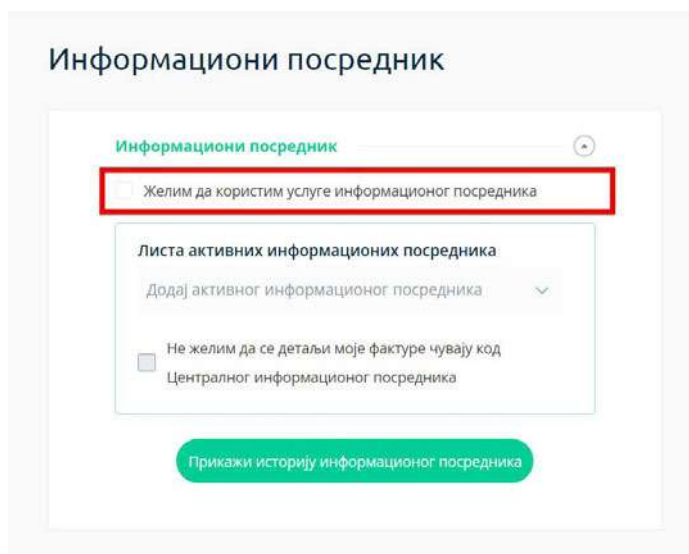 Информациони посредник
Информациони посредник
Желим да користим услуге информационог посредника
Листа активних информационих посредника
Додај активног информационог посредника
Не желим да се детаљи моје фактуре чувају код
Централног информационог посредника
Прикажи историју информационог посредника